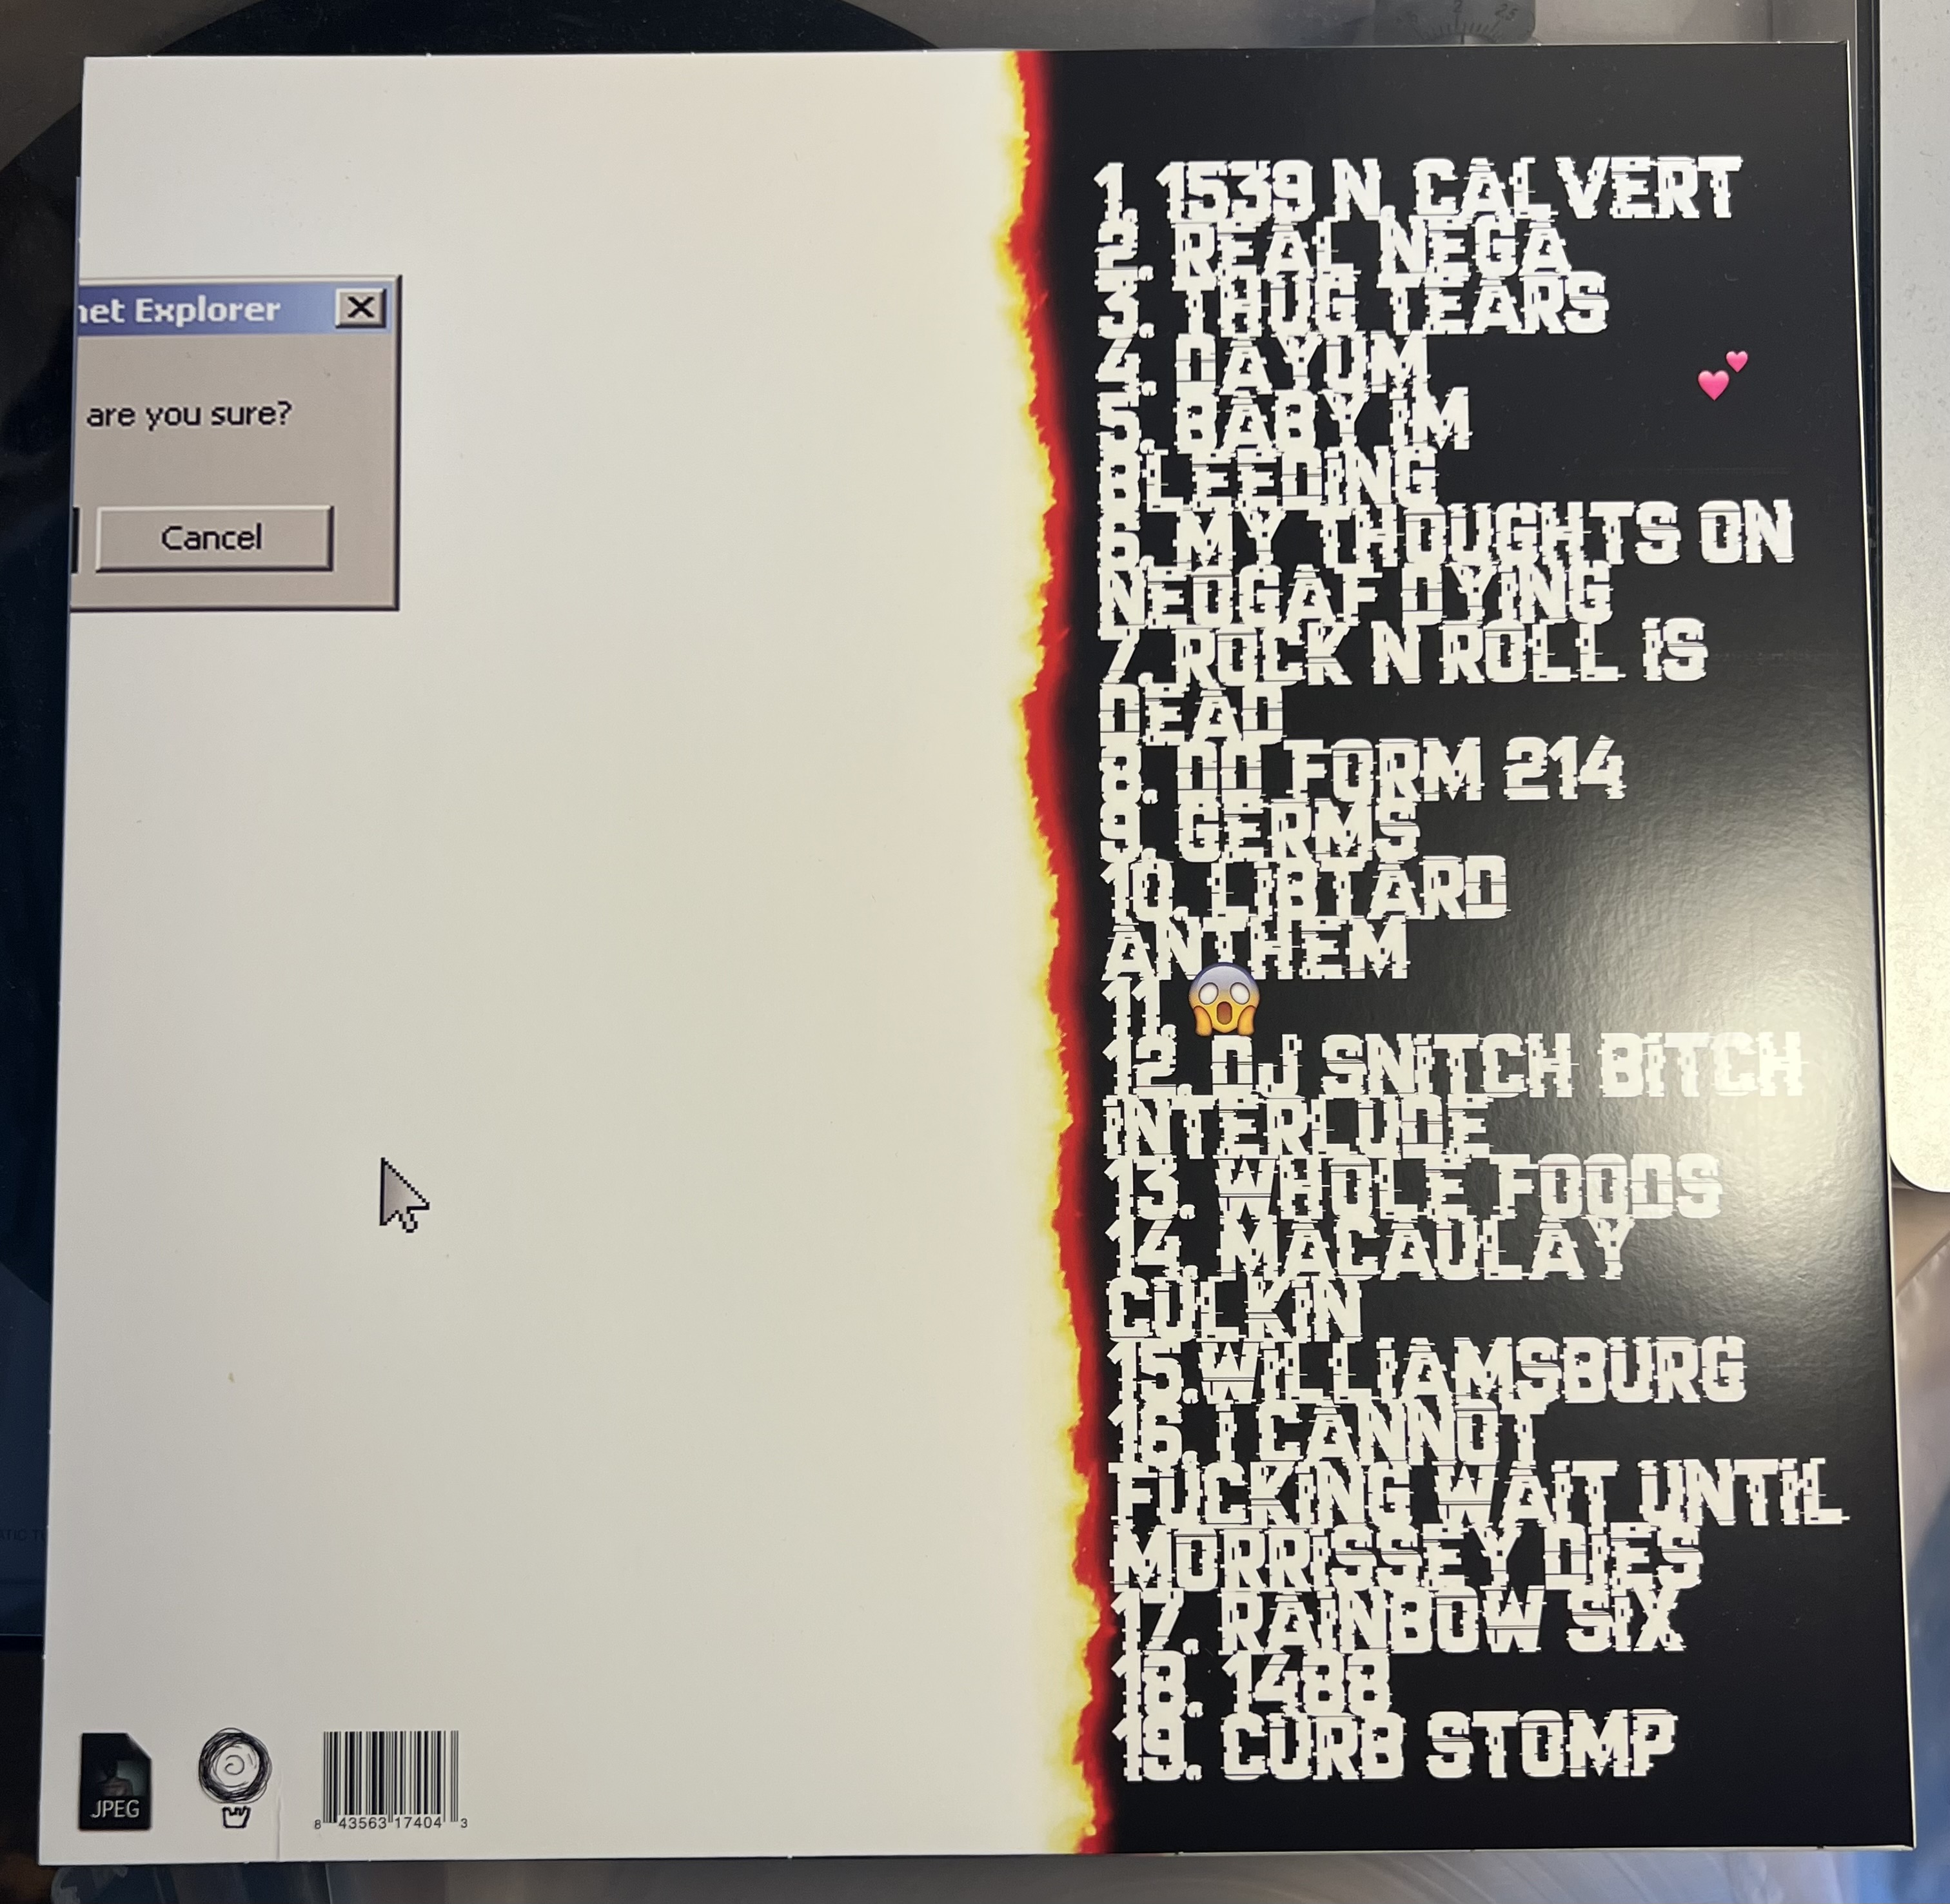 net Explorer
are you sure?
Cancel
1. 1539 N. CALVERT
2. REAL NEGA
3. THUG TEARS
4. DAYUM
5. BABY IM
BLEEDING
6. MY THOUGHTS ON
NEOGAF DYING
7. ROCK N ROLL IS
DEAD
8. DD FORM 214
9. GERMS
10. LIBTARD
ANTHEM
11. 😱
12. DJ SNITCH BITCH
INTERLUDE
13. WHOLE FOODS
14. MACAULAY
CULKIN
15.WILLIAMSBURG
16. I CANNOT
FUCKING WAIT UNTIL
MORRISSEY DIES
17. RAINBOW SIX
18. 1488
19. CURB STOMP
JPEG
8 43563 17404 3